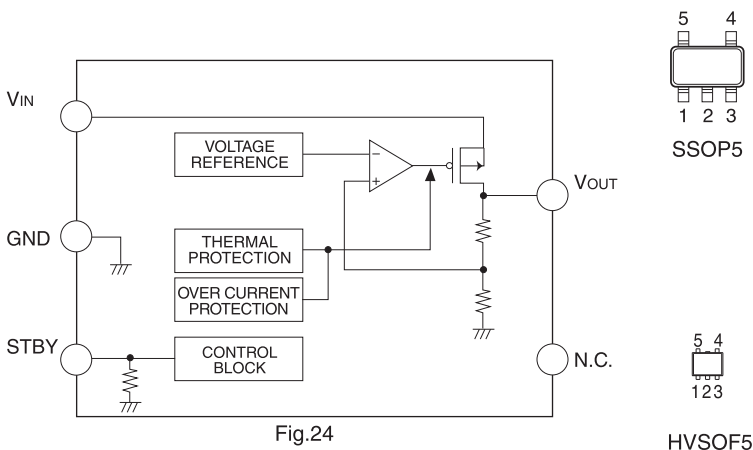 VIN
GND
STBY
VOLTAGE
REFERENCE
THERMAL
PROTECTION
OVER CURRENT
PROTECTION
CONTROL
BLOCK
−
+
VOUT
N.C.
Fig.24
5 4
1 2 3
SSOP5
5 4
1 2 3
HVSOF5